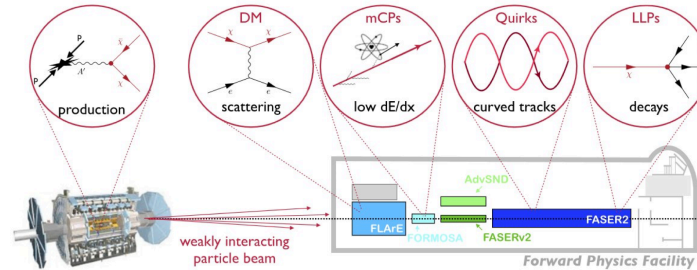 DM
mCPs
Quirks
LLPs
P
P
A'
χ̄
χ
production
χ
χ
e
e
scattering
low dE/dx
curved tracks
χ
decays
AdvSND
FLArE
FORMOSA
FASERv2
FASER2
weakly interacting
particle beam
Forward Physics Facility